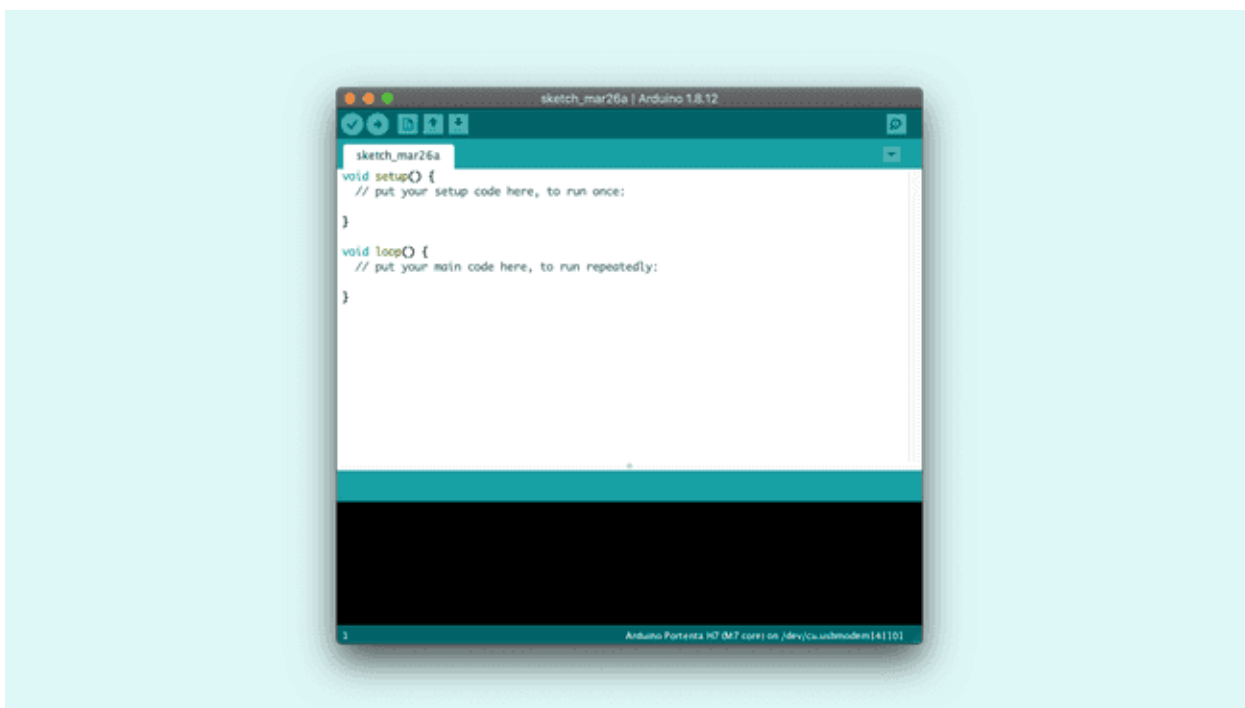 sketch_mar26a | Arduino 1.8.12
sketch_mar26a
void setup() {
// put your setup code here, to run once:
}
void loop() {
// put your main code here, to run repeatedly:
}
1
Arduino Portenta H7 (M7 core) on /dev/cu.usbmodem141101